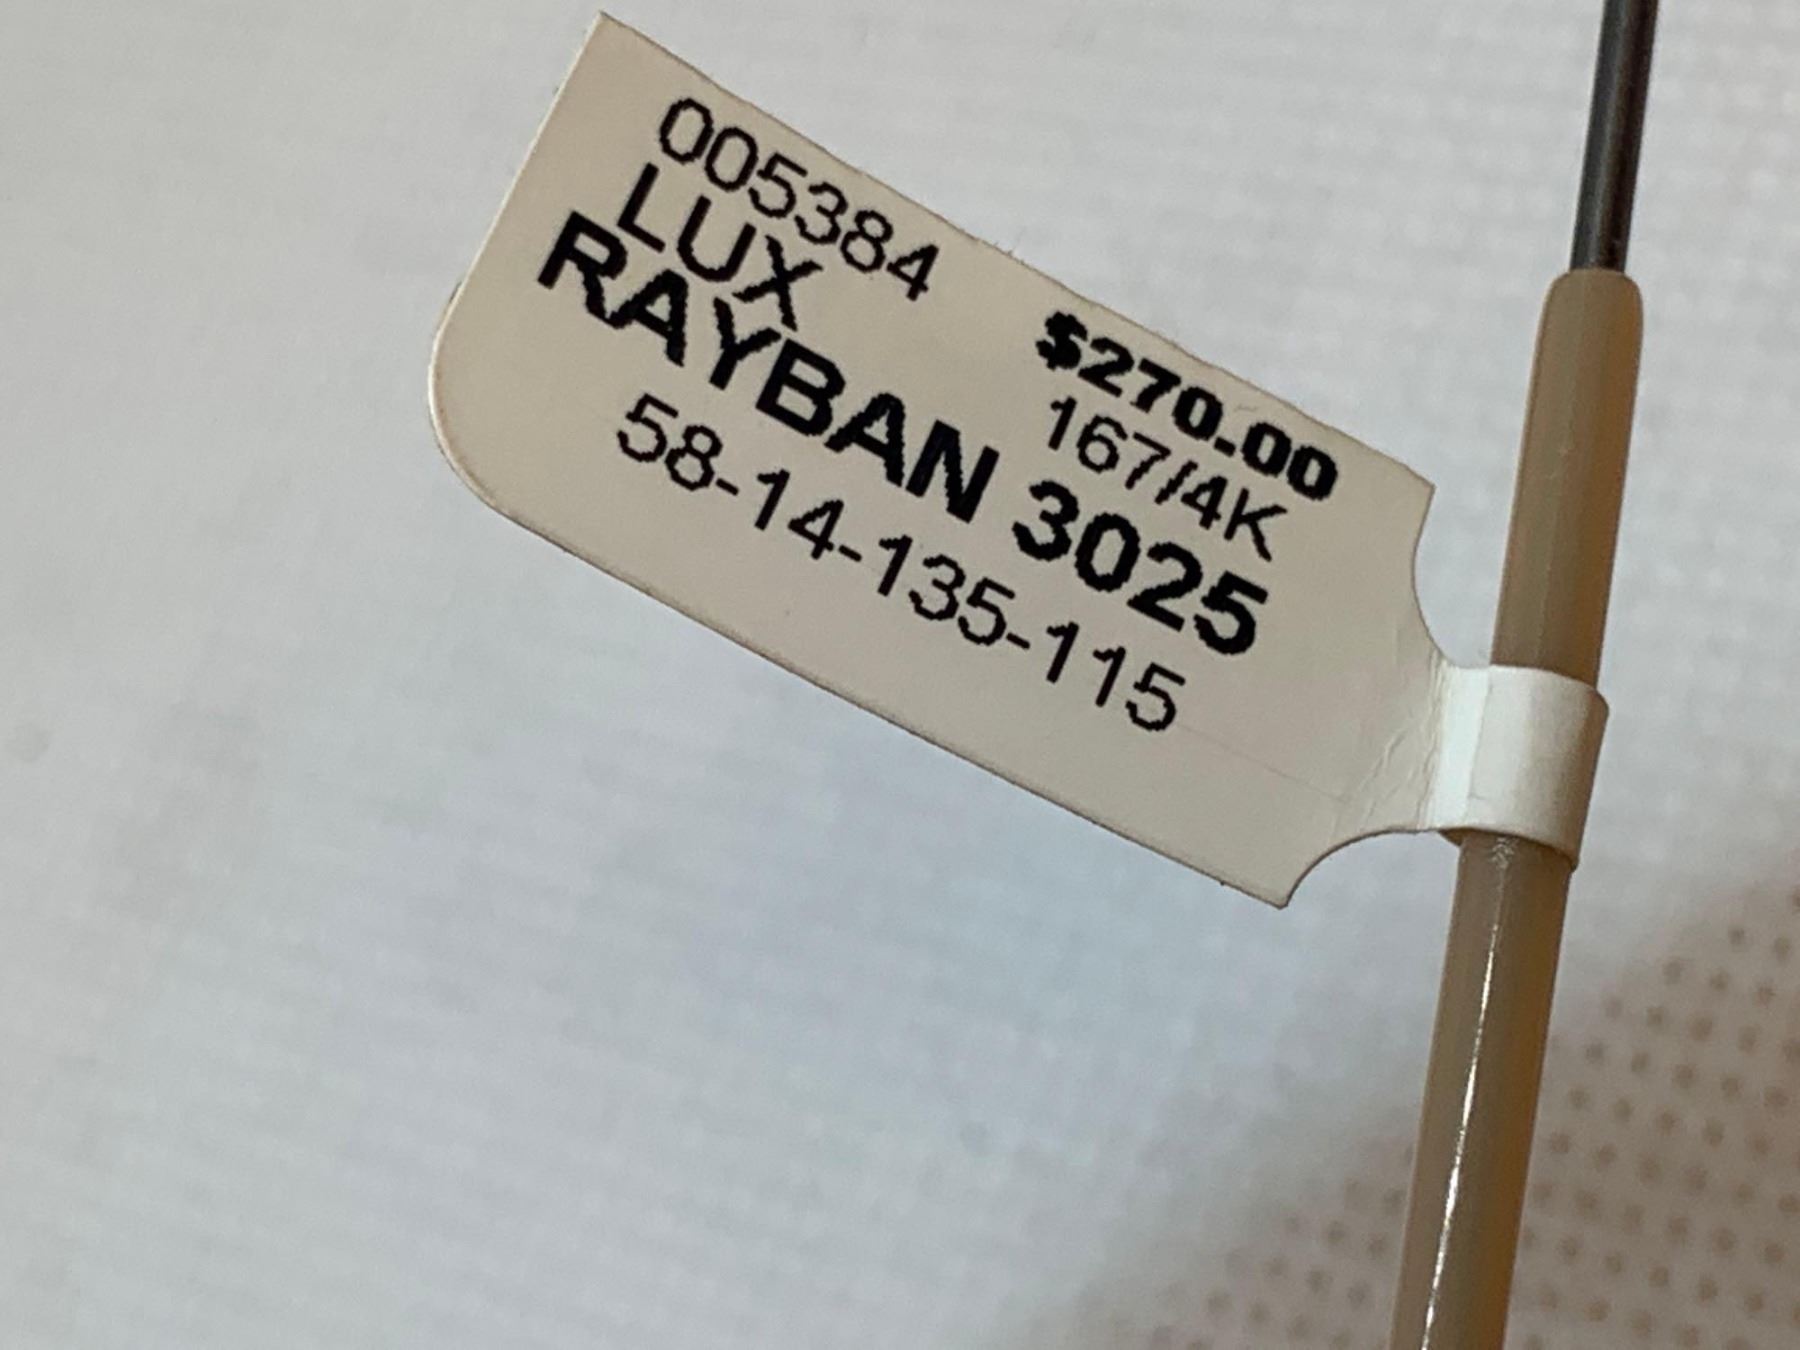 005384
LUX
$270.00
167/4K
RAYBAN 3025
58-14-135-115